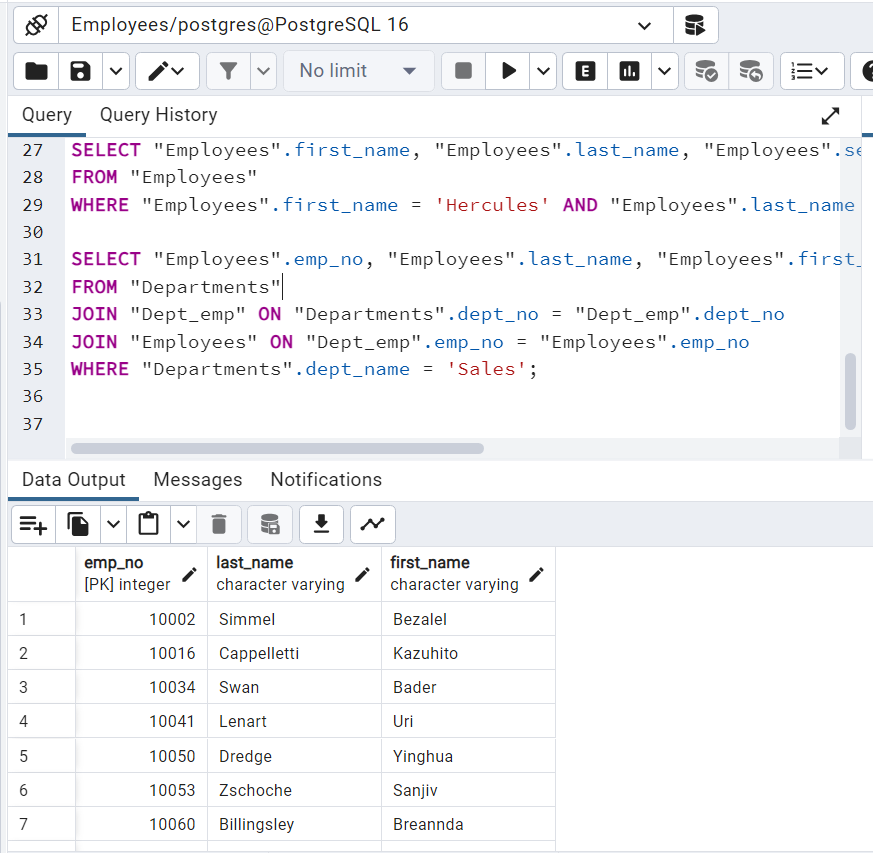 Employees/postgres@PostgreSQL 16
No limit
E
Query Query History
27 SELECT "Employees".first_name, "Employees".last_name, "Employees".se
28 FROM "Employees"
29 WHERE "Employees".first_name = 'Hercules' AND "Employees".last_name
30
31 SELECT "Employees".emp_no, "Employees".last_name, "Employees".first_
32 FROM "Departments"
33 JOIN "Dept_emp" ON "Departments".dept_no = "Dept_emp".dept_no
34 JOIN "Employees" ON "Dept_emp".emp_no = "Employees".emp_no
35 WHERE "Departments".dept_name = 'Sales';
36
37
Data Output Messages Notifications
emp_no last_name first_name
[PK] integer character varying character varying
1 10002 Simmel Bezalel
2 10016 Cappelletti Kazuhito
3 10034 Swan Bader
4 10041 Lenart Uri
5 10050 Dredge Yinghua
6 10053 Zschoche Sanjiv
7 10060 Billingsley Breannda